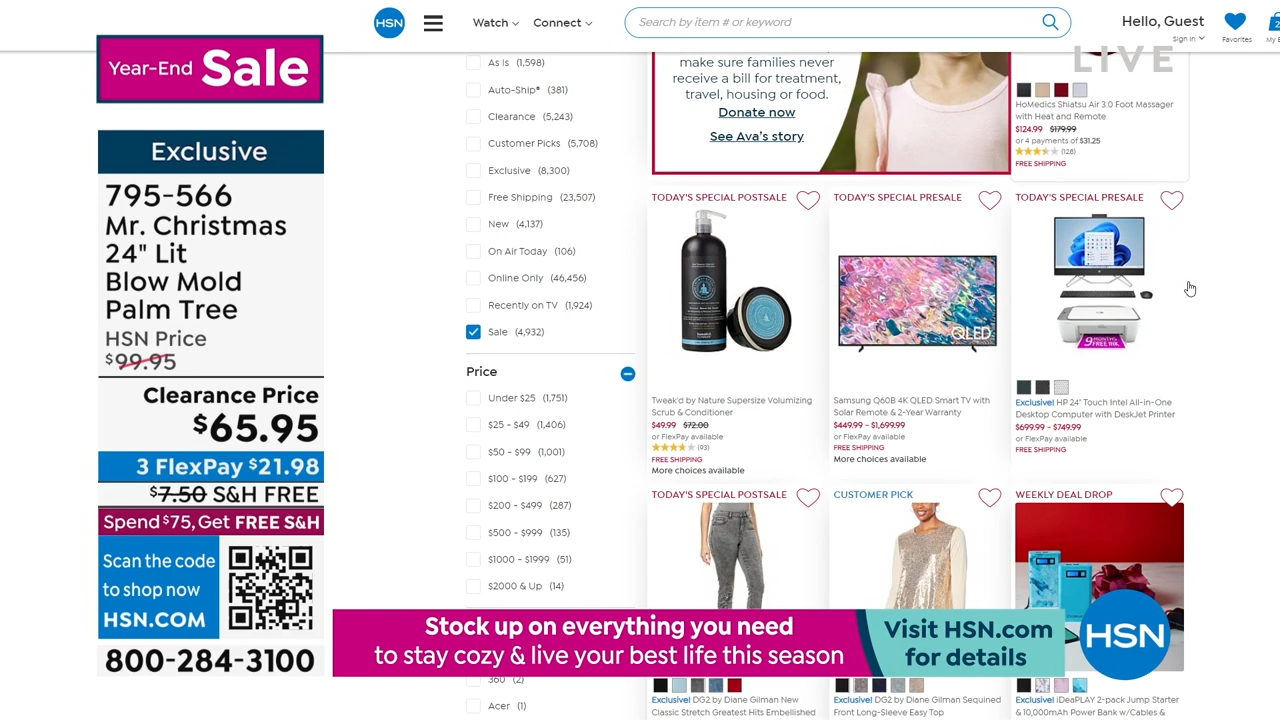 HSN
Watch
Connect
Search by item # or keyword
Hello, Guest
Sign In
Favorites
LIVE
Year-End Sale
Exclusive
795-566
Mr. Christmas
24" Lit
Blow Mold
Palm Tree
HSN Price
$99.95
Clearance Price
$65.95
3 FlexPay $21.98
$7.50 S&H FREE
Spend $75, Get FREE S&H
Scan the code
to shop now
HSN.COM
800-284-3100
As Is (1,598)
Auto-Ship® (381)
Clearance (5,243)
Customer Picks (5,708)
Exclusive (8,300)
Free Shipping (23,507)
New (4,137)
On Air Today (106)
Online Only (46,456)
Recently on TV (1,924)
Sale (4,932)
Price
Under $25 (1,751)
$25 - $49 (1,406)
$50 - $99 (1,001)
$100 - $199 (627)
$200 - $499 (287)
$500 - $999 (135)
$1000 - $1999 (51)
$2000 & Up (14)
360 (2)
Acer (1)
make sure families never
receive a bill for treatment,
travel, housing or food.
Donate now
See Ava's story
HoMedics Shiatsu Air 3.0 Foot Massager
with Heat and Remote
$124.99 $179.99
or 4 payments of $31.25
(128)
FREE SHIPPING
TODAY'S SPECIAL POSTSALE
Tweak'd by Nature Supersize Volumizing
Scrub & Conditioner
$49.99 $72.00
or FlexPay available
(93)
FREE SHIPPING
More choices available
TODAY'S SPECIAL PRESALE
QLED
Samsung Q60B 4K QLED Smart TV with
Solar Remote & 2-Year Warranty
$449.99 - $1,699.99
or FlexPay available
FREE SHIPPING
More choices available
TODAY'S SPECIAL PRESALE
9 MONTHS
FREE INK
Exclusive! HP 24" Touch Intel All-in-One
Desktop Computer with DeskJet Printer
$699.99 - $749.99
or FlexPay available
FREE SHIPPING
TODAY'S SPECIAL POSTSALE
Exclusive! DG2 by Diane Gilman New
Classic Stretch Greatest Hits Embellished
CUSTOMER PICK
Exclusive! DG2 by Diane Gilman Sequined
Front Long-Sleeve Easy Top
WEEKLY DEAL DROP
Exclusive! iDeaPLAY 2-pack Jump Starter
& 10,000mAh Power Bank w/Cables &
Stock up on everything you need
to stay cozy & live your best life this season
Visit HSN.com
for details
HSN